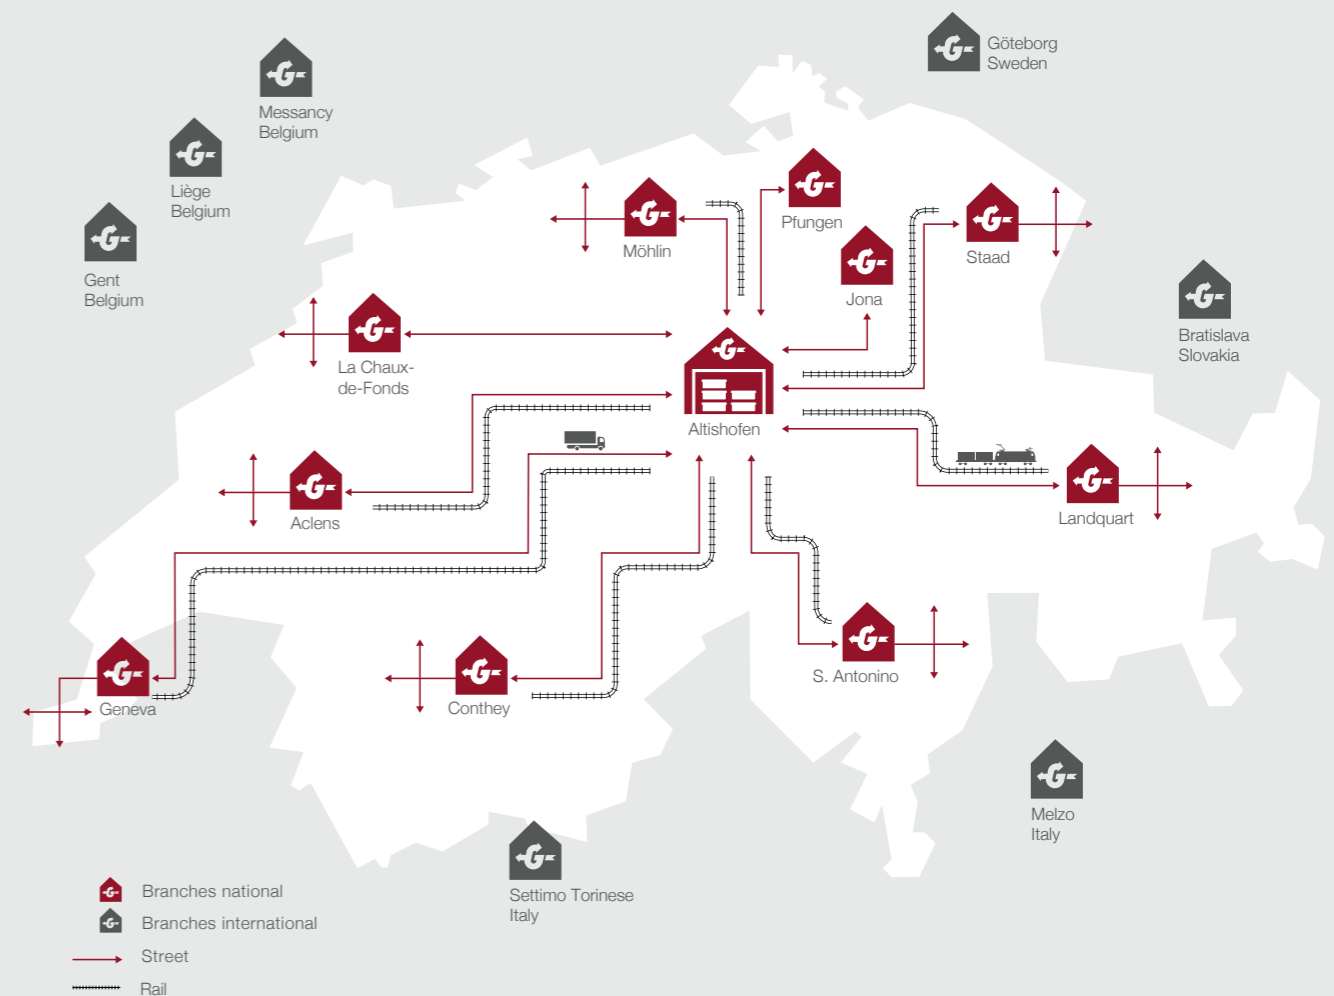 Göteborg
Sweden
Messancy
Belgium
Liège
Belgium
Gent
Belgium
Möhlin
Pfungen
Staad
Jona
Bratislava
Slovakia
La Chaux-
de-Fonds
Altishofen
Aclens
Landquart
Geneva
Conthey
S. Antonino
Melzo
Italy
Settimo Torinese
Italy
Branches national
Branches international
Street
Rail